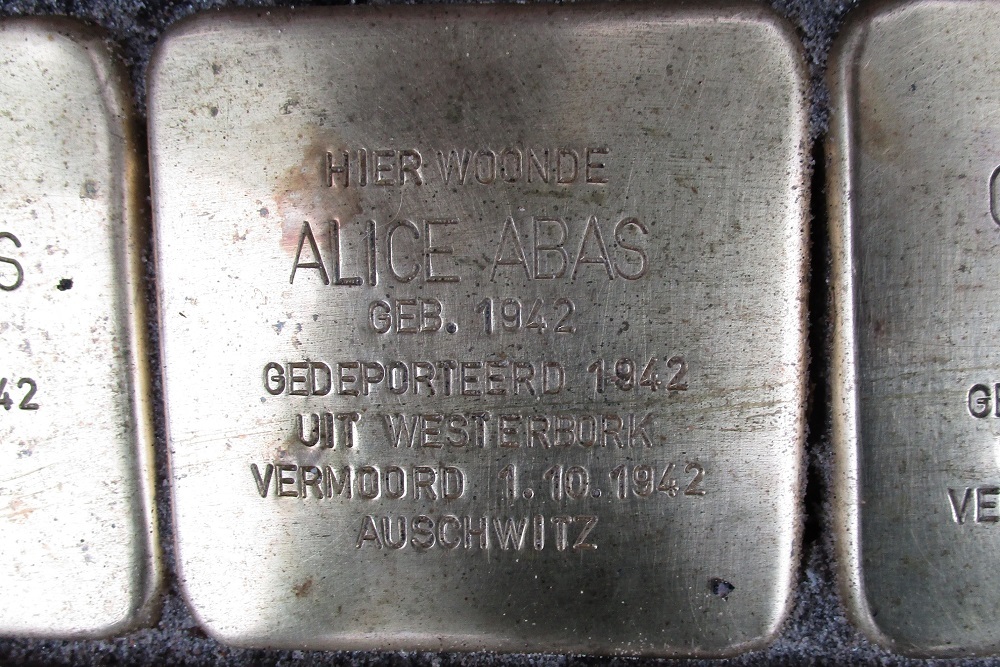 HIER WOONDE
ALICE ABAS
GEB. 1942
GEDEPORTEERD 1942
UIT WESTERBORK
VERMOORD 1.10.1942
AUSCHWITZ